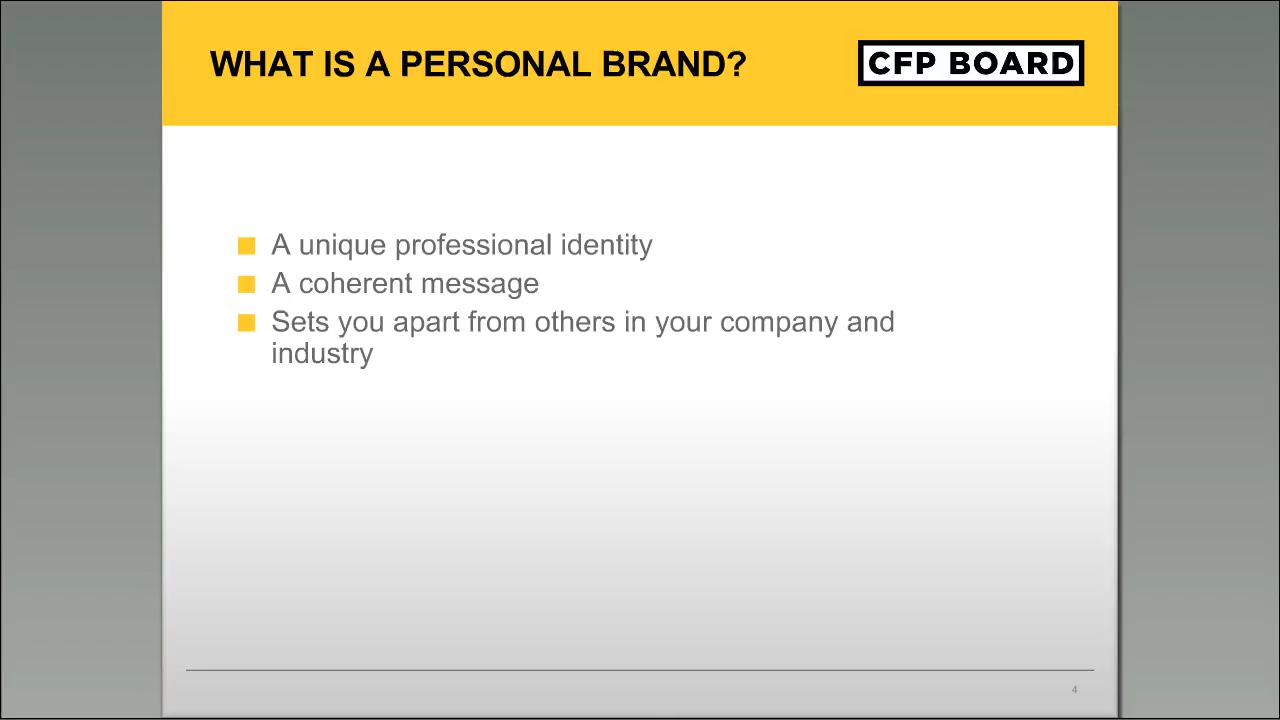 WHAT IS A PERSONAL BRAND?
CFP BOARD
A unique professional identity
A coherent message
Sets you apart from others in your company and
industry
4